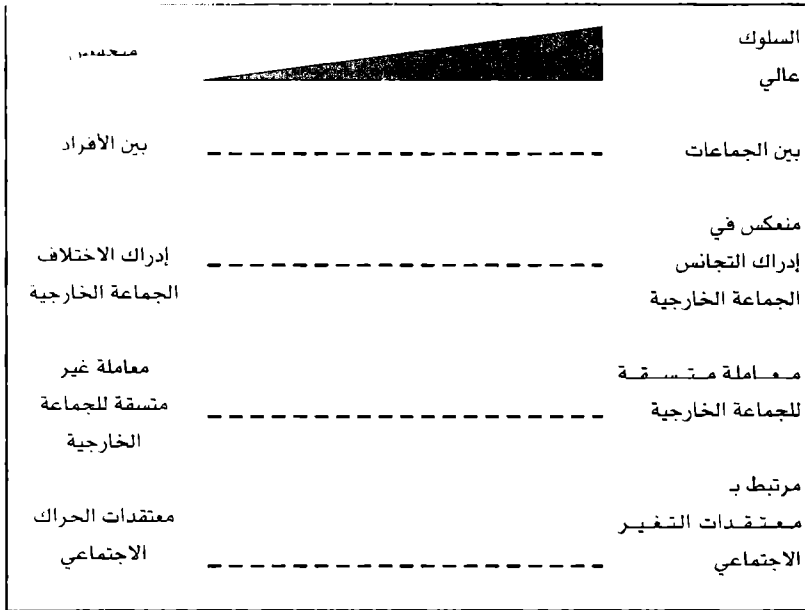 السلوك
عالي
منخفض
بين الجماعات
بين الأفراد
منعكس في
إدراك التجانس
الجماعة الخارجية
إدراك الاختلاف
الجماعة الخارجية
معاملة متسقة
للجماعة الخارجية
معاملة غير
متسقة للجماعة
الخارجية
مرتبط بـ
معتقدات التغير
الاجتماعي
معتقدات الحراك
الاجتماعي